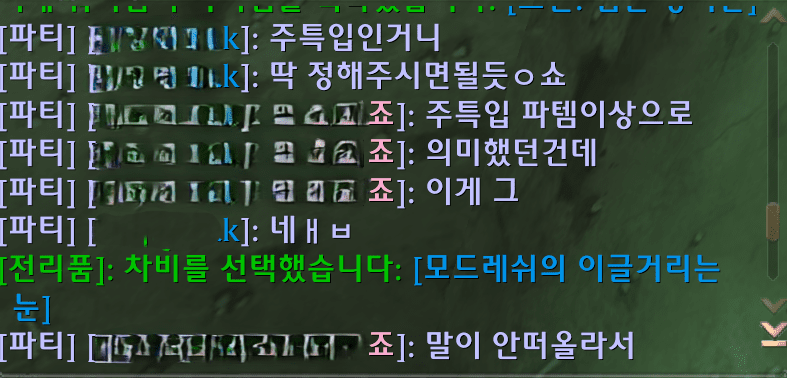 [파티] [k]: 주특입인거니
[파티] [k]: 딱 정해주시면될듯ㅇ쇼
[파티] [죠]: 주특입 파템이상으로
[파티] [죠]: 의미했던건데
[파티] [죠]: 이게 그
[파티] [k]: 네ㅐㅂ
[전리품]: 차비를 선택했습니다: [모드레쉬의 이글거리는
눈]
[파티] [죠]: 말이 안떠올라서